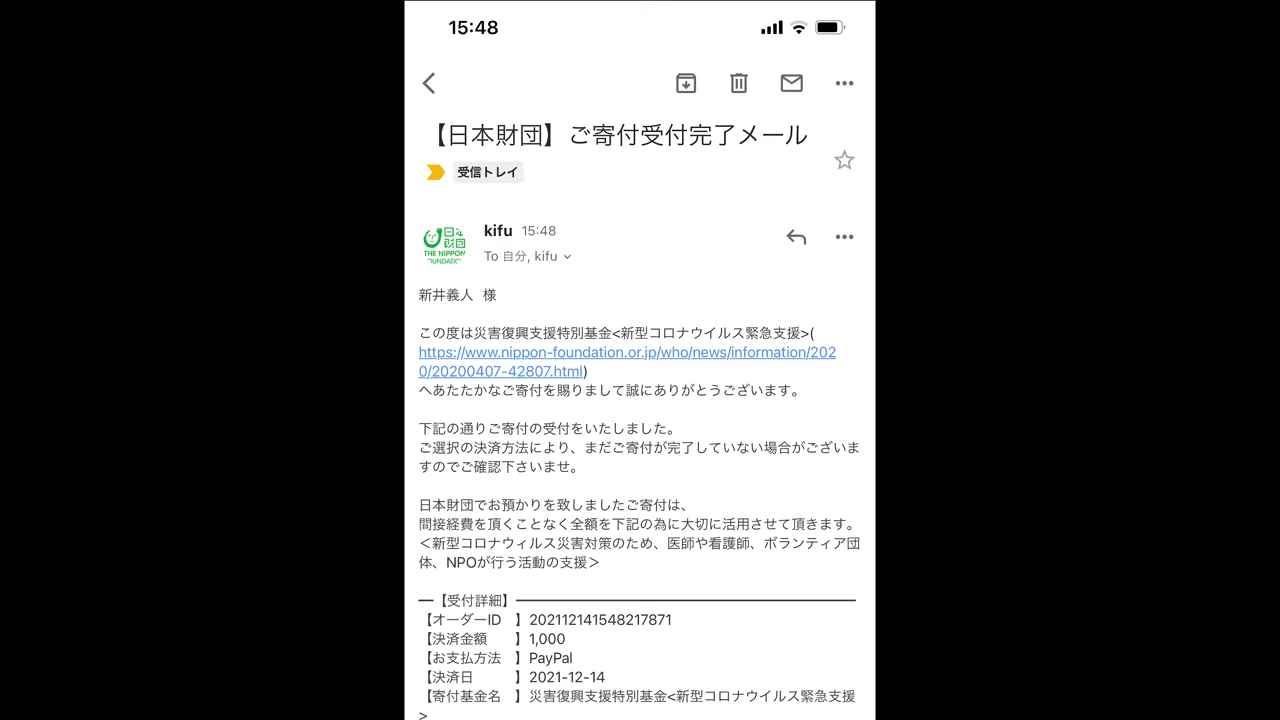 15:48
【日本財団】ご寄付受付完了メール
受信トレイ
日本
財団
THE NIPPON
kifu 15:48
To 自分, kifu
新井義人 様
この度は災害復興支援特別基金<新型コロナウイルス緊急支援>(
https://www.nippon-foundation.or.jp/who/news/information/202
0/20200407-42807.html)
へあたたかなご寄付を賜りまして誠にありがとうございます。
下記の通りご寄付の受付をいたしました。
ご選択の決済方法により、まだご寄付が完了していない場合がございま
すのでご確認下さいませ。
日本財団でお預かりを致しましたご寄付は、
間接経費を頂くことなく全額を下記の為に大切に活用させて頂きます。
＜新型コロナウィルス災害対策のため、医師や看護師、ボランティア団
体、NPOが行う活動の支援＞
━【受付詳細】━━━━━━━━━━━━━━━━━━━━━━
【オーダーID 】202112141548217871
【決済金額 】1,000
【お支払方法 】PayPal
【決済日 】2021-12-14
【寄付基金名 】災害復興支援特別基金<新型コロナウイルス緊急支援
>